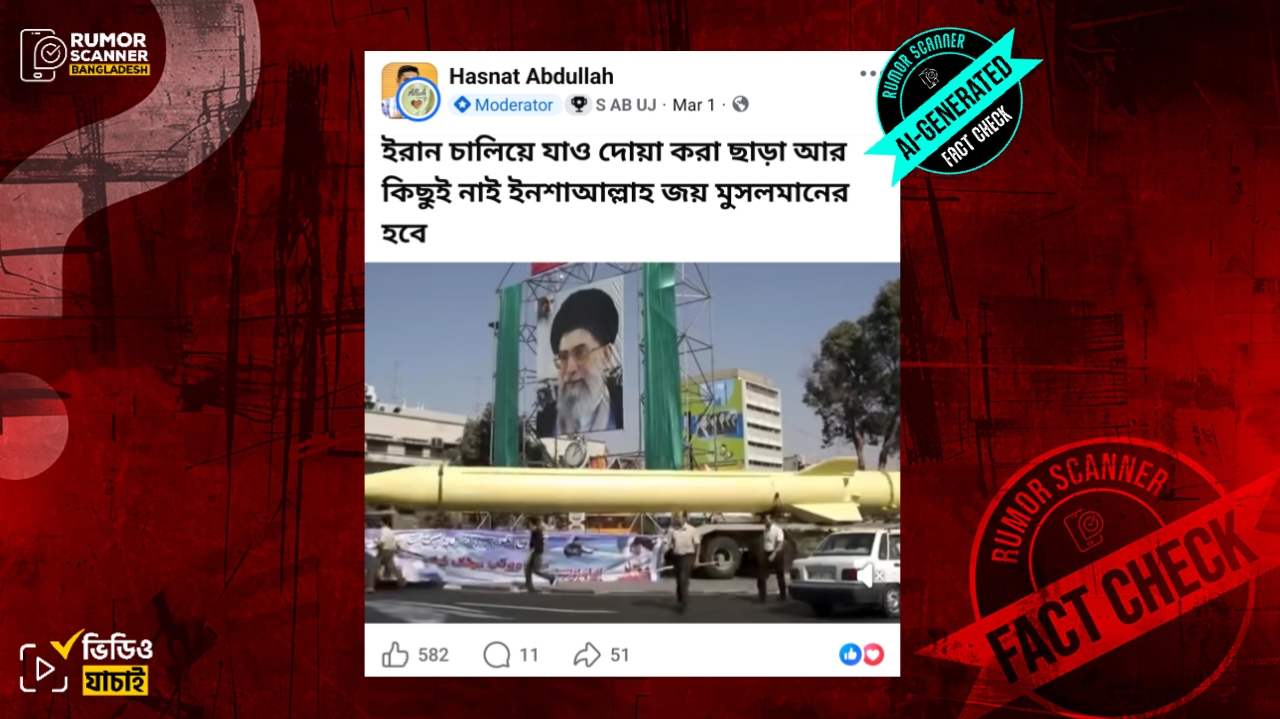 RUMOR
SCANNER
BANGLADESH
Hasnat Abdullah
Moderator S AB UJ · Mar 1 ·
ইরান চালিয়ে যাও দোয়া করা ছাড়া আর
কিছুই নাই ইনশাআল্লাহ জয় মুসলমানের
হবে
582 11 51
RUMOR SCANNER
AI-GENERATED
FACT CHECK
RUMOR SCANNER
FACT CHECK
ভিডিও
যাচাই